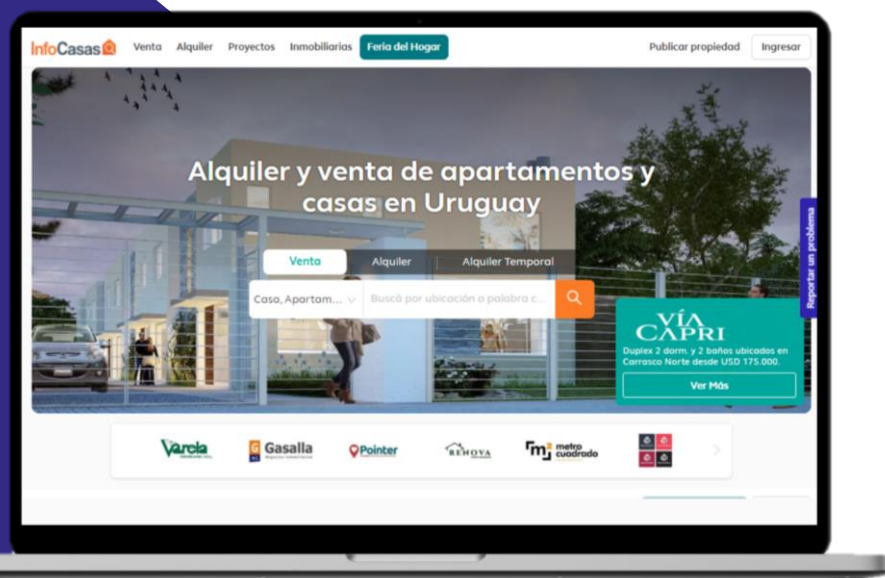 InfoCasas
Venta Alquiler Proyectos Inmobiliarias Feria del Hogar Publicar propiedad Ingresar
Alquiler y venta de apartamentos y
casas en Uruguay
Venta Alquiler Alquiler Temporal
Casa, Apartam... Buscá por ubicación o palabra c...
Reportar un problema
VÍA
CAPRI
Duplex 2 dorm. y 2 baños ubicados en
Carrasco Norte desde USD 175.000.
Ver Más
Varela
Gasalla
Pointer
RENOVA
m2 metro
cuadrado